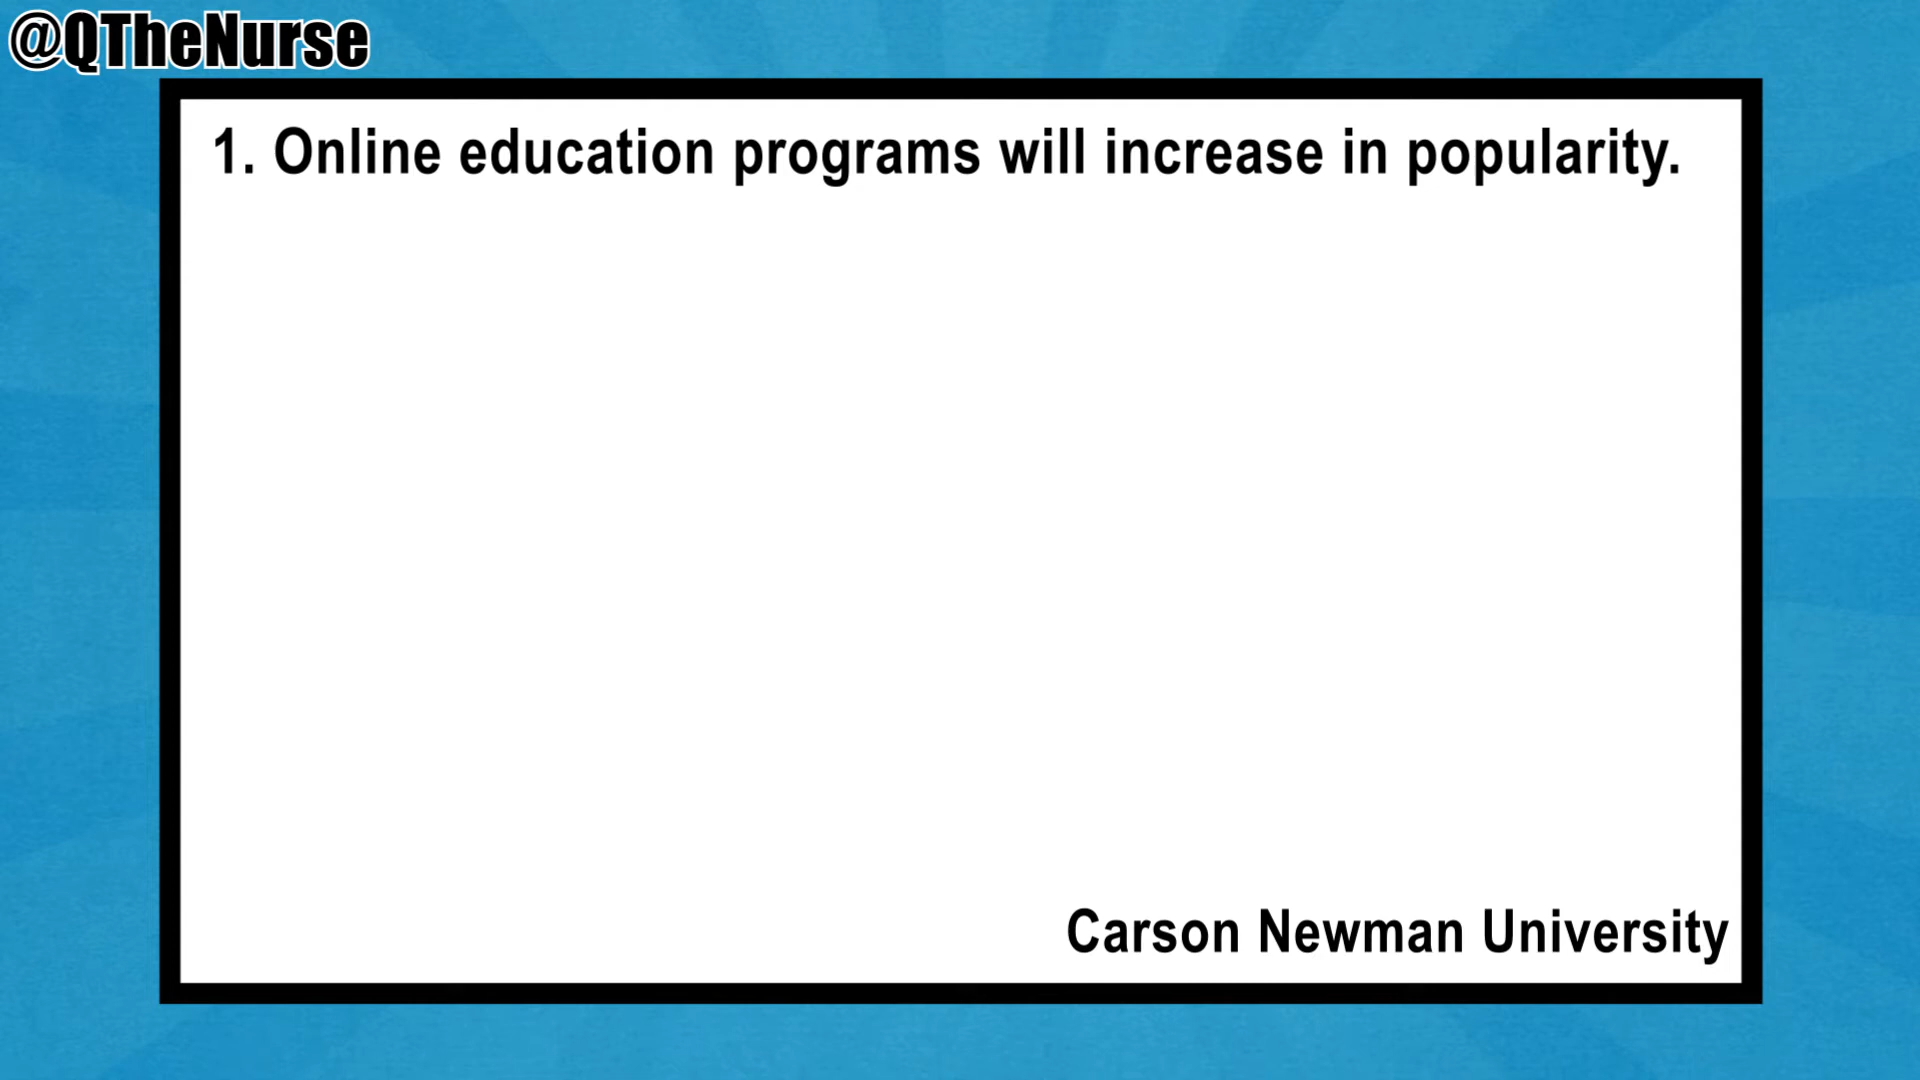 @QTheNurse
1. Online education programs will increase in popularity.
Carson Newman University